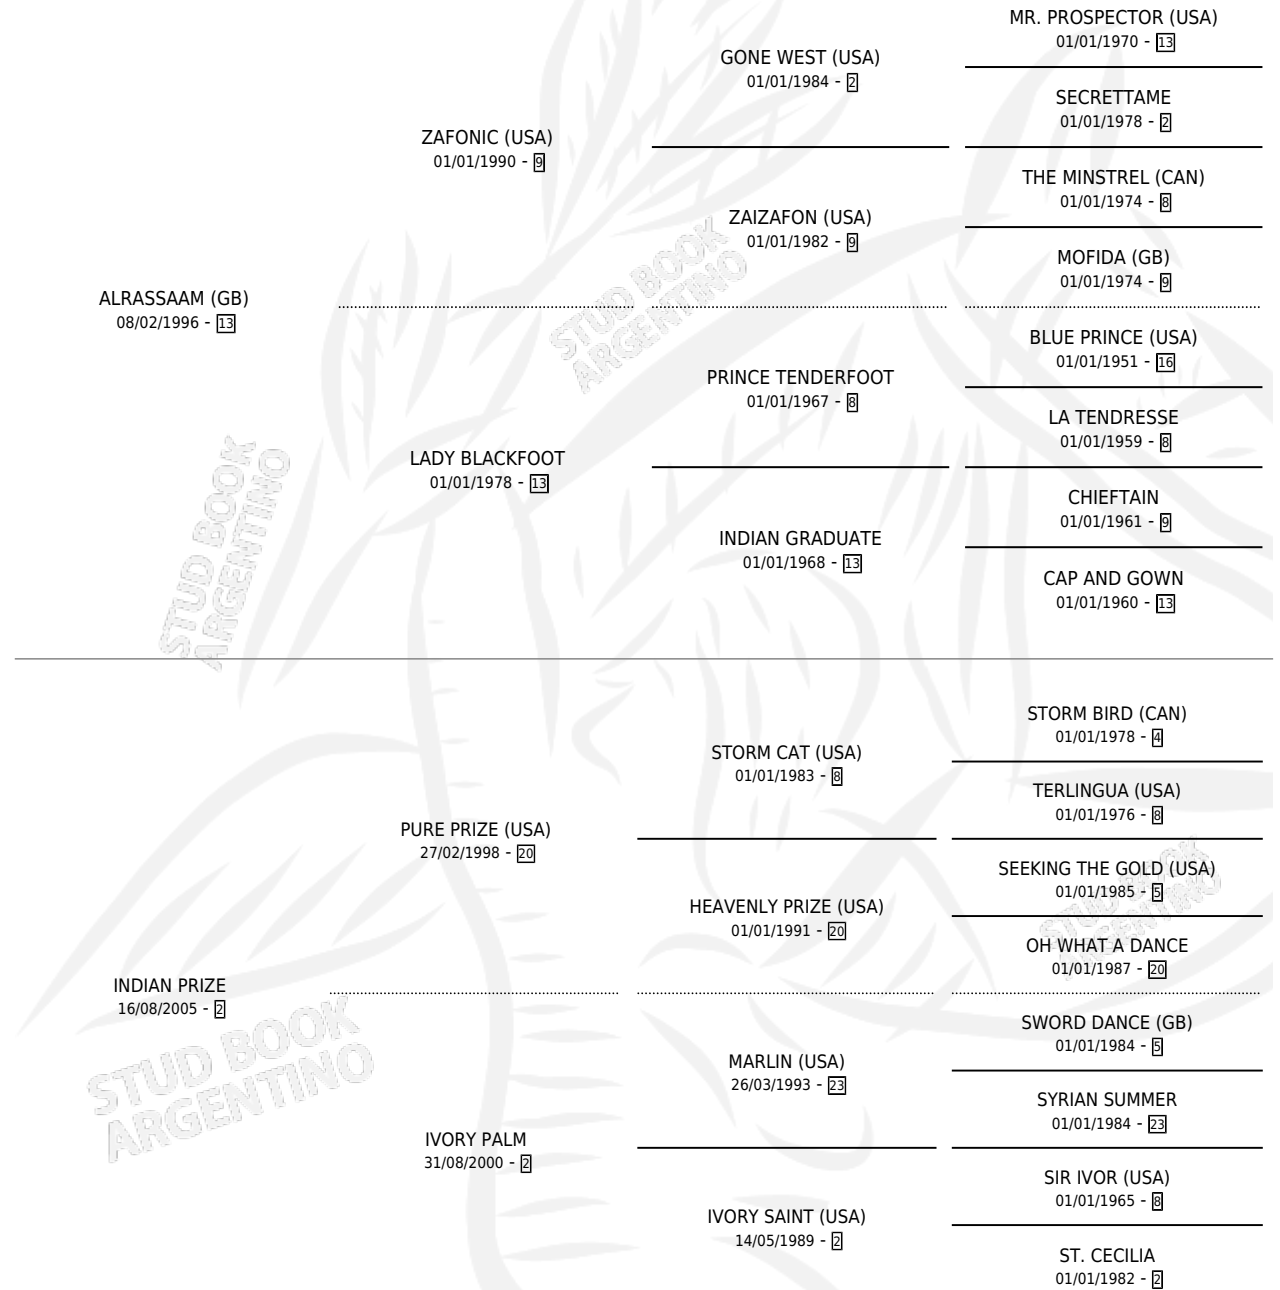 MR. PROSPECTOR (USA)
01/01/1970 - 13
GONE WEST (USA)
01/01/1984 - 2
SECRETTAME
01/01/1978 - 2
ZAFONIC (USA)
01/01/1990 - 9
THE MINSTREL (CAN)
01/01/1974 - 8
ZAIZAFON (USA)
01/01/1982 - 9
MOFIDA (GB)
01/01/1974 - 9
ALRASSAAM (GB)
08/02/1996 - 13
BLUE PRINCE (USA)
01/01/1951 - 16
PRINCE TENDERFOOT
01/01/1967 - 8
LA TENDRESSE
01/01/1959 - 8
LADY BLACKFOOT
01/01/1978 - 13
CHIEFTAIN
01/01/1961 - 9
INDIAN GRADUATE
01/01/1968 - 13
CAP AND GOWN
01/01/1960 - 13
STORM BIRD (CAN)
01/01/1978 - 4
STORM CAT (USA)
01/01/1983 - 8
TERLINGUA (USA)
01/01/1976 - 8
PURE PRIZE (USA)
27/02/1998 - 20
SEEKING THE GOLD (USA)
01/01/1985 - 5
HEAVENLY PRIZE (USA)
01/01/1991 - 20
OH WHAT A DANCE
01/01/1987 - 20
INDIAN PRIZE
16/08/2005 - 2
SWORD DANCE (GB)
01/01/1984 - 5
MARLIN (USA)
26/03/1993 - 23
SYRIAN SUMMER
01/01/1984 - 23
IVORY PALM
31/08/2000 - 2
SIR IVOR (USA)
01/01/1965 - 8
IVORY SAINT (USA)
14/05/1989 - 2
ST. CECILIA
01/01/1982 - 2
STUD BOOK
ARGENTINO
STUD BOOK
ARGENTINO
STUD BOOK
ARGENTINO
STUD BOOK
ARGENTINO